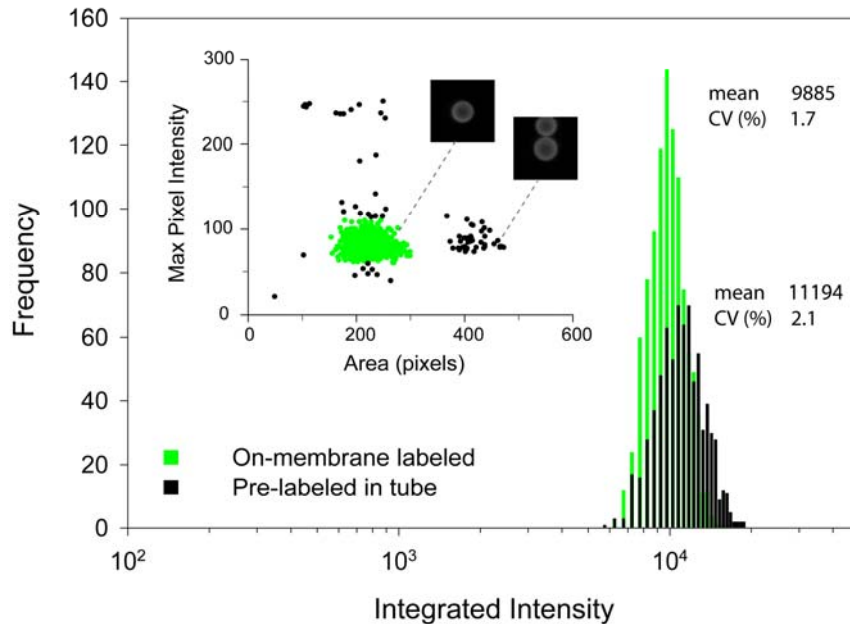 160
140
120
100
80
60
40
20
0
Frequency
10²
10³
10⁴
Integrated Intensity
300
200
100
0
Max Pixel Intensity
0
200
400
600
Area (pixels)
mean 9885
CV (%) 1.7
mean 11194
CV (%) 2.1
On-membrane labeled
Pre-labeled in tube